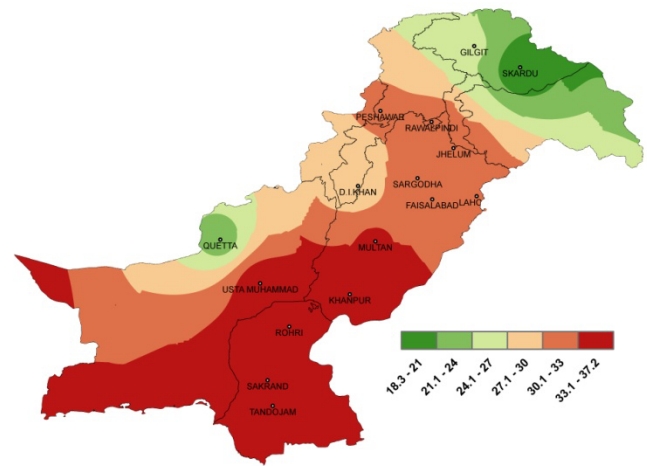 GILGIT
SKARDU
PESHAWAR
RAWALPINDI
JHELUM
SARGODHA
D.I.KHAN
FAISALABAD
LAHO
QUETTA
MULTAN
USTA MUHAMMAD
KHANPUR
ROHRI
SAKRAND
TANDOJAM
18.3 - 21
21.1 - 24
24.1 - 27
27.1 - 30
30.1 - 33
33.1 - 37.2